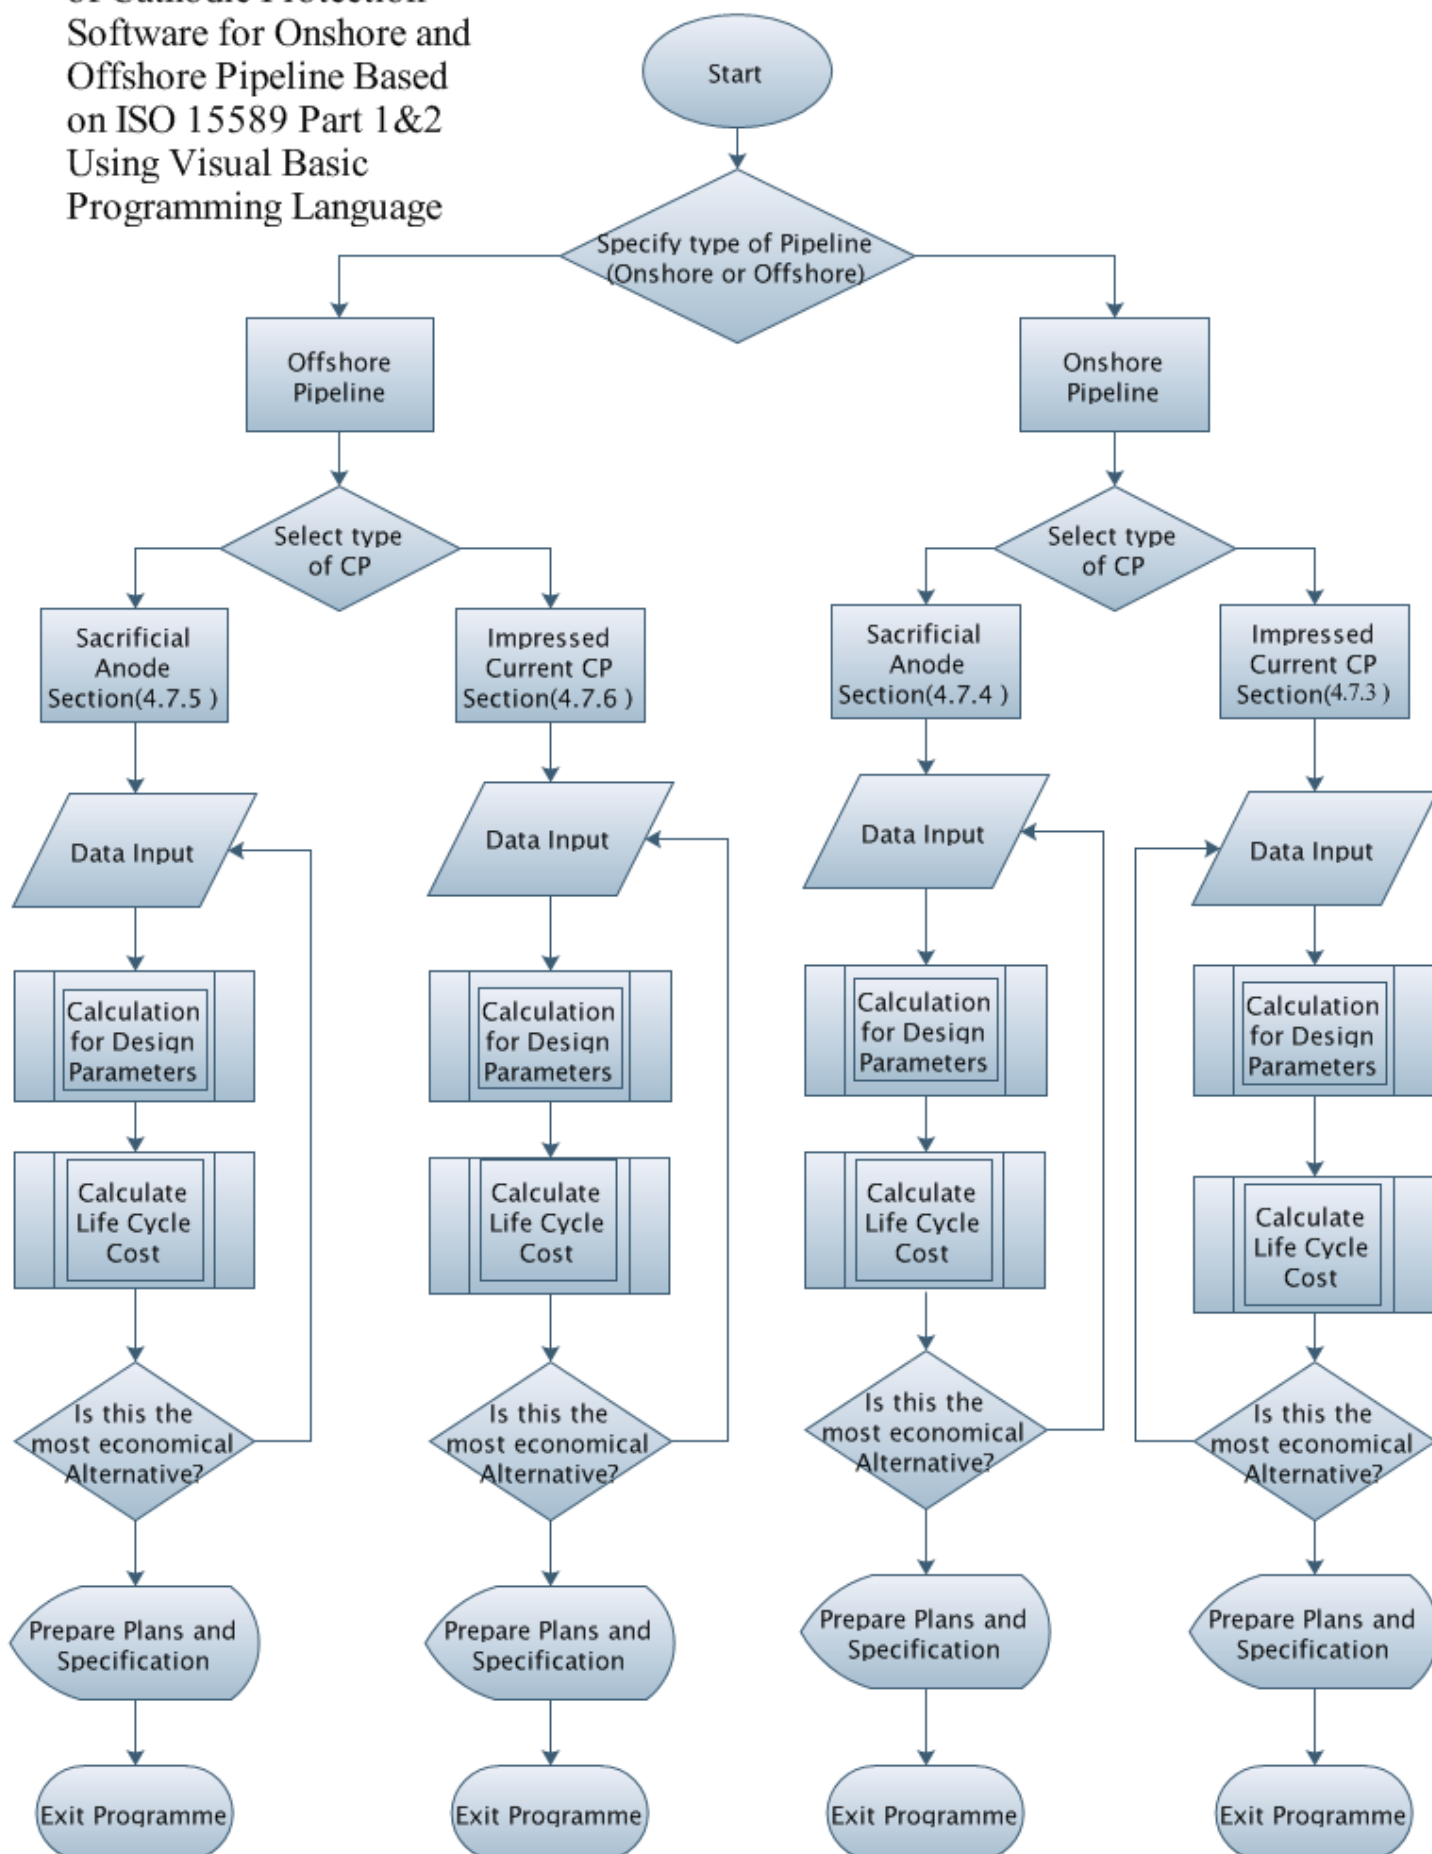 of Cathodic Protection
Software for Onshore and
Offshore Pipeline Based
on ISO 15589 Part 1&2
Using Visual Basic
Programming Language
Start
Specify type of Pipeline
(Onshore or Offshore)
Offshore
Pipeline
Onshore
Pipeline
Select type
of CP
Select type
of CP
Sacrificial
Anode
Section(4.7.5 )
Impressed
Current CP
Section(4.7.6 )
Sacrificial
Anode
Section(4.7.4 )
Impressed
Current CP
Section(4.7.3 )
Data Input
Data Input
Data Input
Data Input
Calculation
for Design
Parameters
Calculation
for Design
Parameters
Calculation
for Design
Parameters
Calculation
for Design
Parameters
Calculate
Life Cycle
Cost
Calculate
Life Cycle
Cost
Calculate
Life Cycle
Cost
Calculate
Life Cycle
Cost
Is this the
most economical
Alternative?
Is this the
most economical
Alternative?
Is this the
most economical
Alternative?
Is this the
most economical
Alternative?
Prepare Plans and
Specification
Prepare Plans and
Specification
Prepare Plans and
Specification
Prepare Plans and
Specification
Exit Programme
Exit Programme
Exit Programme
Exit Programme